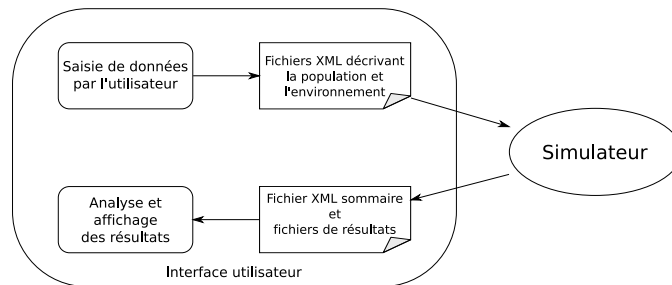 Saisie de données
par l'utilisateur
Fichiers XML décrivant
la population et
l'environnement
Simulateur
Analyse et
affichage
des résultats
Fichier XML sommaire
et
fichiers de résultats
Interface utilisateur